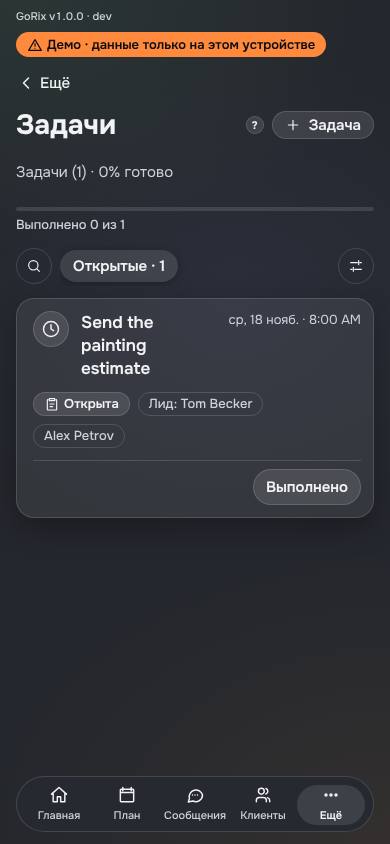 GoRix v1.0.0 · dev
Демо · данные только на этом устройстве
Ещё
Задачи
?
+ Задача
Задачи (1) · 0% готово
Выполнено 0 из 1
Открытые · 1
Send the painting estimate
ср, 18 нояб. · 8:00 AM
Открыта
Лид: Tom Becker
Alex Petrov
Выполнено
Главная
План
Сообщения
Клиенты
Ещё